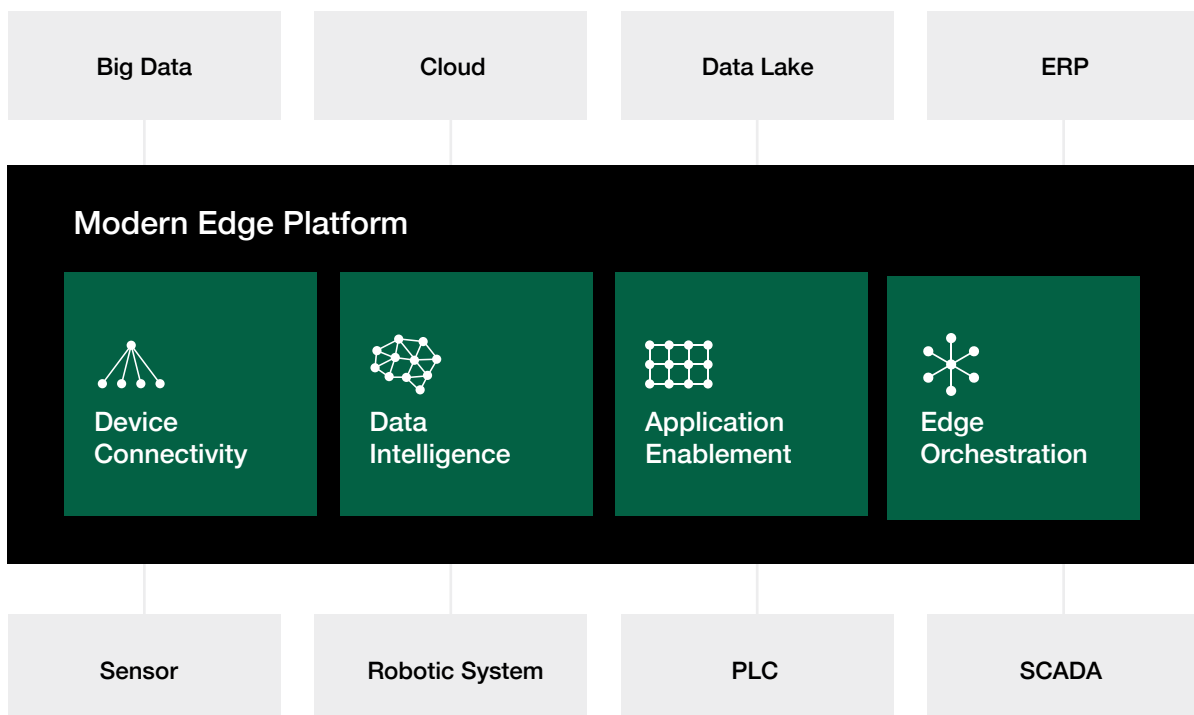 Big Data
Cloud
Data Lake
ERP
Modern Edge Platform
Device
Connectivity
Data
Intelligence
Application
Enablement
Edge
Orchestration
Sensor
Robotic System
PLC
SCADA